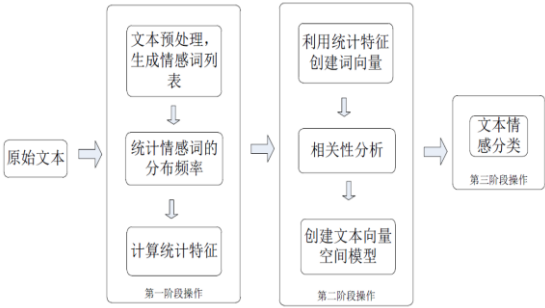 原始文本
文本预处理，
生成情感词列
表
统计情感词的
分布频率
计算统计特征
第一阶段操作
利用统计特征
创建词向量
相关性分析
创建文本向量
空间模型
第二阶段操作
文本情
感分类
第三阶段操作